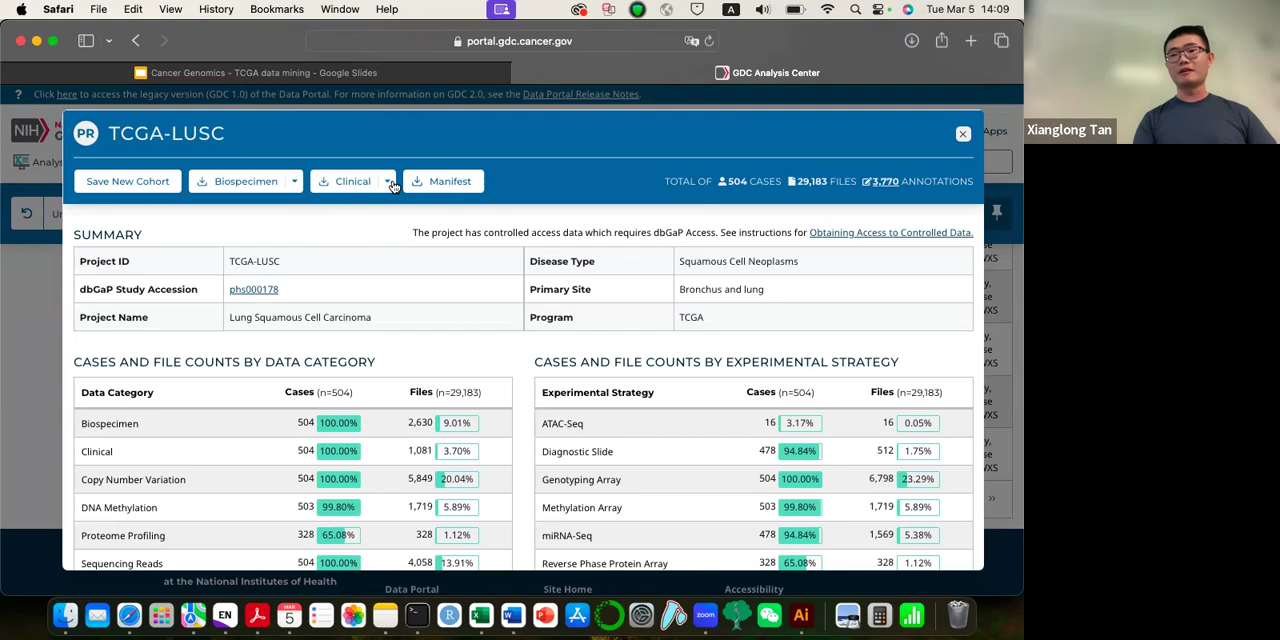 Safari File Edit View History Bookmarks Window Help A Tue Mar 5 14:09
portal.gdc.cancer.gov
Cancer Genomics - TCGA data mining - Google Slides
GDC Analysis Center
? Click here to access the legacy version (GDC 1.0) of the Data Portal. For more information on GDC 2.0, see the Data Portal Release Notes.
NIH
Apps
PR TCGA-LUSC
Xianglong Tan
Save New Cohort Biospecimen Clinical Manifest TOTAL OF 504 CASES 29,183 FILES 3,770 ANNOTATIONS
SUMMARY
The project has controlled access data which requires dbGaP Access. See instructions for Obtaining Access to Controlled Data.
Project ID TCGA-LUSC Disease Type Squamous Cell Neoplasms
dbGaP Study Accession phs000178 Primary Site Bronchus and lung
Project Name Lung Squamous Cell Carcinoma Program TCGA
CASES AND FILE COUNTS BY DATA CATEGORY
Data Category Cases (n=504) Files (n=29,183)
Biospecimen 504 100.00% 2,630 9.01%
Clinical 504 100.00% 1,081 3.70%
Copy Number Variation 504 100.00% 5,849 20.04%
DNA Methylation 503 99.80% 1,719 5.89%
Proteome Profiling 328 65.08% 328 1.12%
Sequencing Reads 504 100.00% 4,058 13.91%
CASES AND FILE COUNTS BY EXPERIMENTAL STRATEGY
Experimental Strategy Cases (n=504) Files (n=29,183)
ATAC-Seq 16 3.17% 16 0.05%
Diagnostic Slide 478 94.84% 512 1.75%
Genotyping Array 504 100.00% 6,798 23.29%
Methylation Array 503 99.80% 1,719 5.89%
miRNA-Seq 478 94.84% 1,569 5.38%
Reverse Phase Protein Array 328 65.08% 328 1.12%
WXS
WXS
WXS
at the National Institutes of Health
Data Portal Site Home Accessibility
EN MAR 5 R zoom Ai